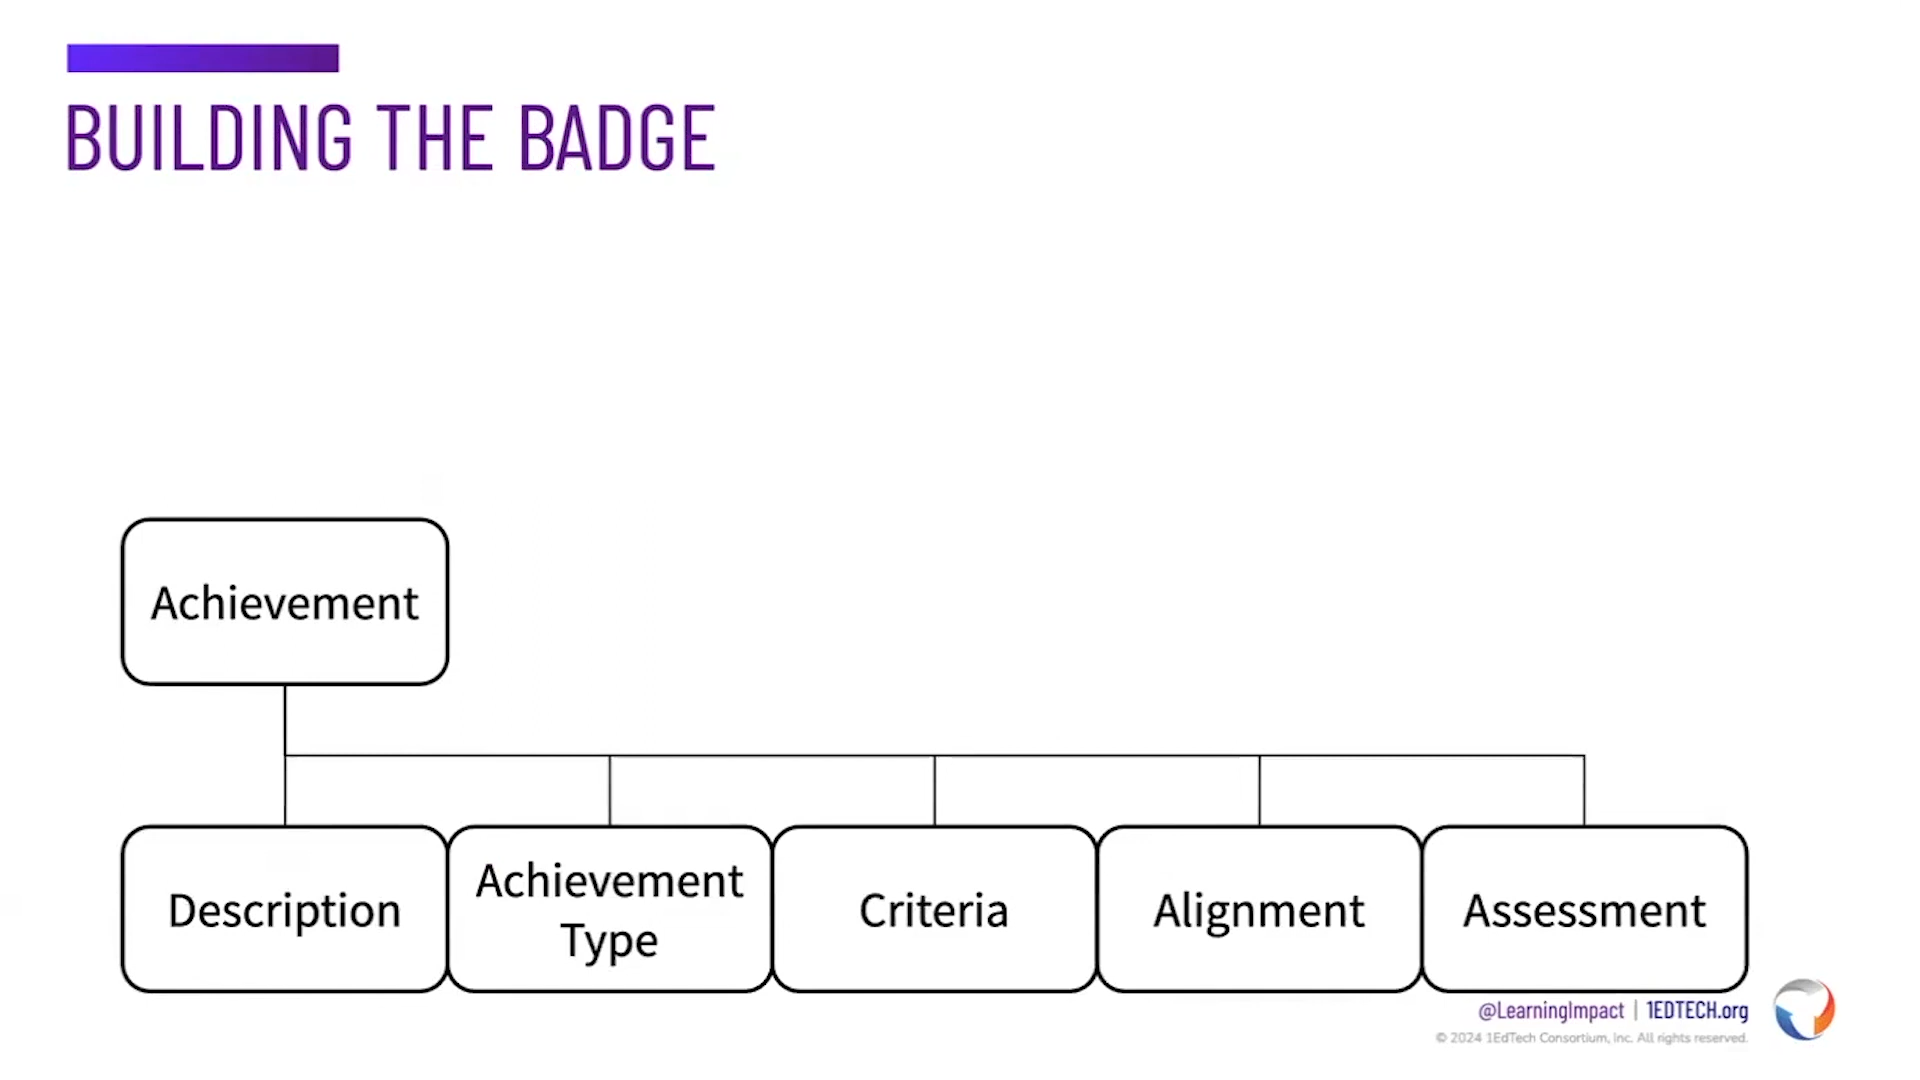 BUILDING THE BADGE
Achievement
Description
Achievement
Type
Criteria
Alignment
Assessment
@LearningImpact | 1EDTECH.org
© 2024 1EdTech Consortium, Inc. All rights reserved.